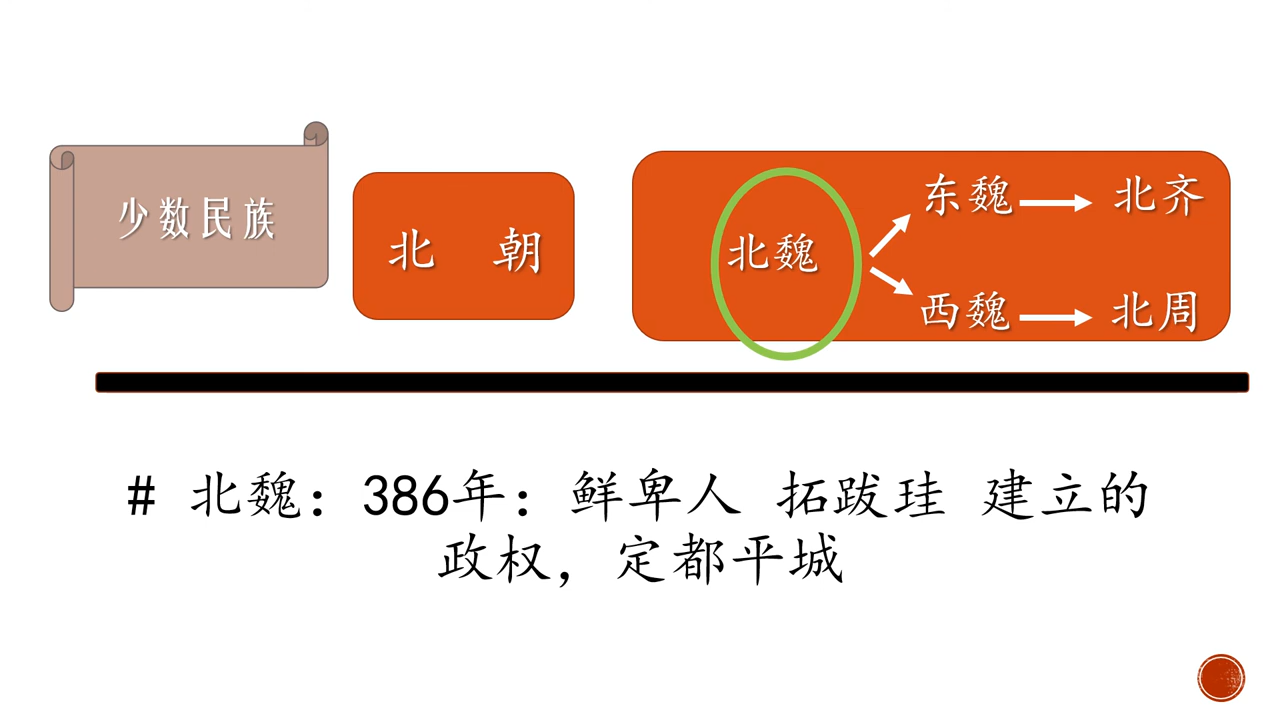 少数民族
北 朝
北魏
东魏
北齐
西魏
北周
# 北魏：386年：鲜卑人 拓跋珪 建立的
政权，定都平城